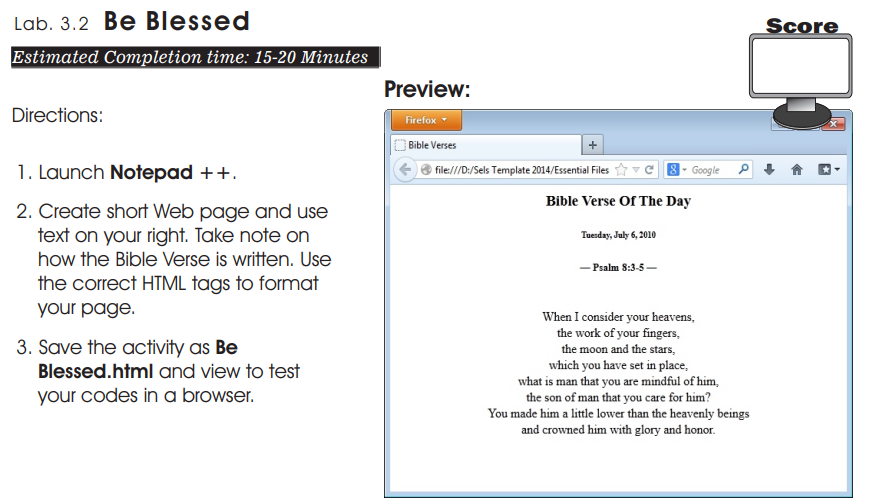 Lab. 3.2 Be Blessed
Score
Estimated Completion time: 15-20 Minutes
Directions:
1. Launch Notepad ++.
2. Create short Web page and use
text on your right. Take note on
how the Bible Verse is written. Use
the correct HTML tags to format
your page.
3. Save the activity as Be
Blessed.html and view to test
your codes in a browser.
Preview:
Firefox
Bible Verses
file:///D:/Sels Template 2014/Essential Files
Google
Bible Verse Of The Day
Tuesday, July 6, 2010
— Psalm 8:3-5 —
When I consider your heavens,
the work of your fingers,
the moon and the stars,
which you have set in place,
what is man that you are mindful of him,
the son of man that you care for him?
You made him a little lower than the heavenly beings
and crowned him with glory and honor.